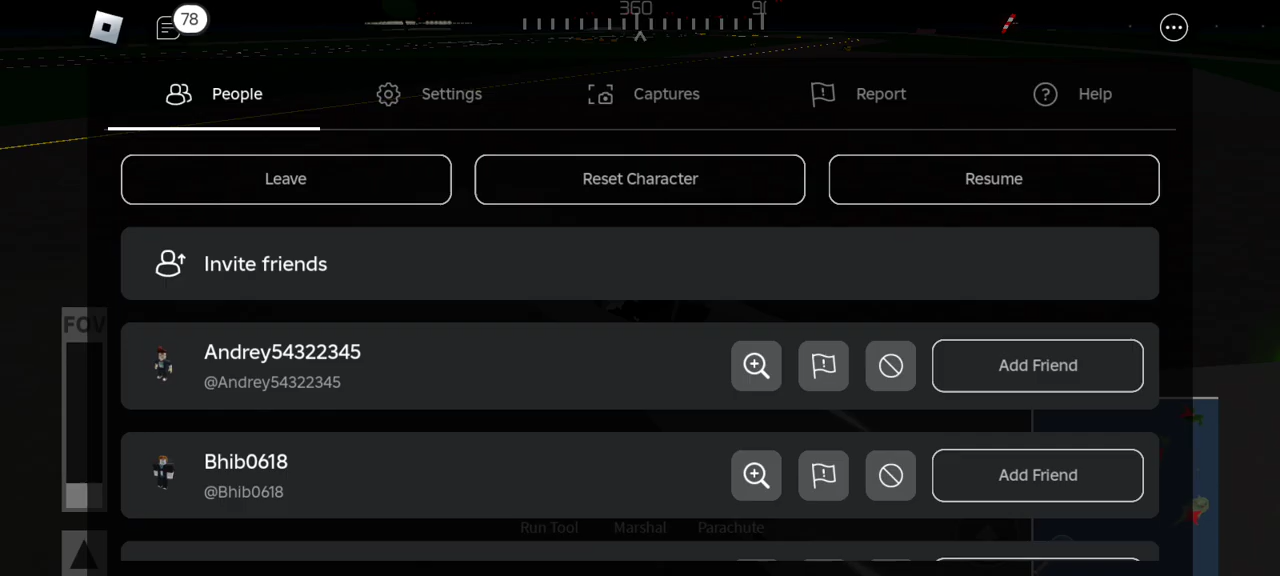 78
360
People
Settings
Captures
Report
Help
Leave
Reset Character
Resume
Invite friends
FOV
Andrey54322345
@Andrey54322345
Add Friend
Bhib0618
@Bhib0618
Add Friend
Run Tool
Marshal
Parachute